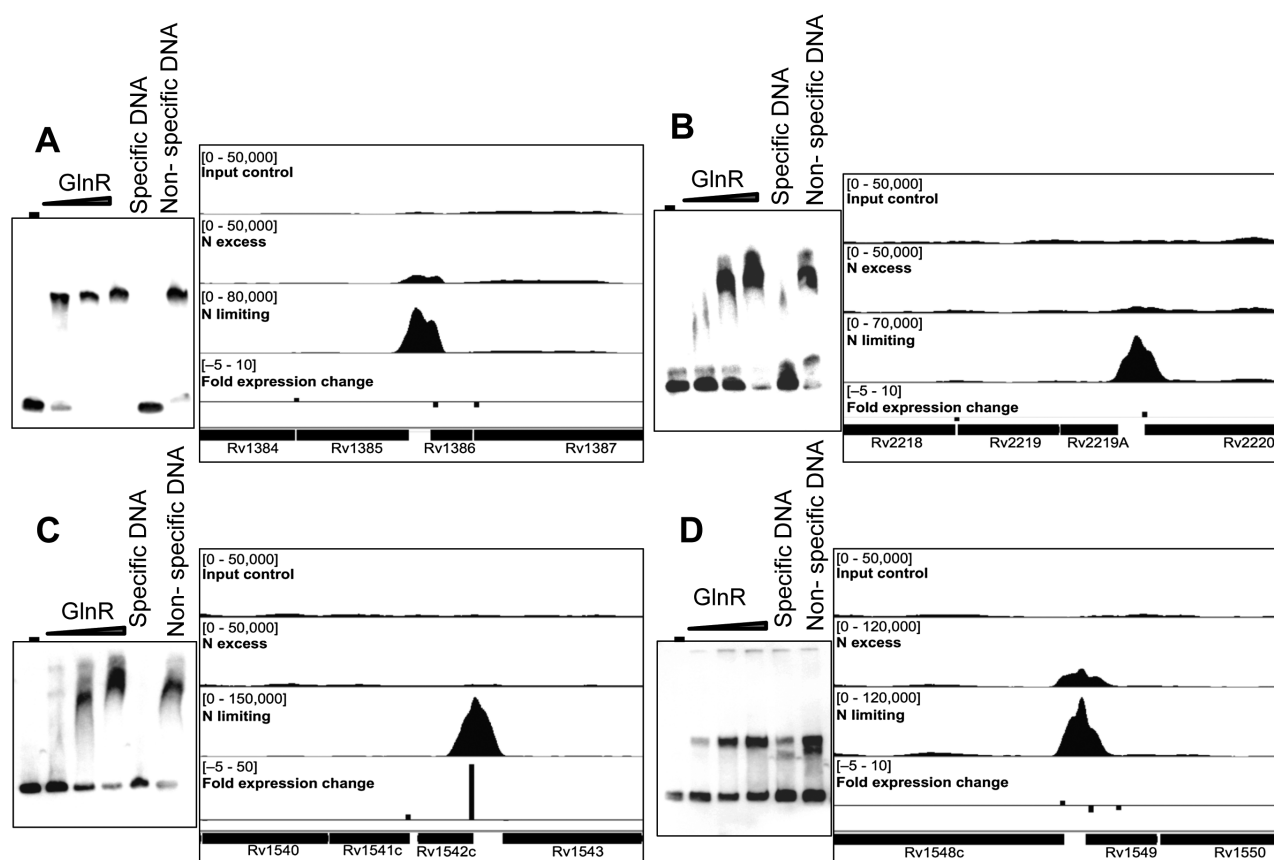 A
GlnR
Specific DNA
Non- specific DNA
[0 - 50,000]
Input control
[0 - 50,000]
N excess
[0 - 80,000]
N limiting
[–5 - 10]
Fold expression change
Rv1384
Rv1385
Rv1386
Rv1387
B
GlnR
Specific DNA
Non- specific DNA
[0 - 50,000]
Input control
[0 - 50,000]
N excess
[0 - 70,000]
N limiting
[–5 - 10]
Fold expression change
Rv2218
Rv2219
Rv2219A
Rv2220
C
GlnR
Specific DNA
Non- specific DNA
[0 - 50,000]
Input control
[0 - 50,000]
N excess
[0 - 150,000]
N limiting
[–5 - 50]
Fold expression change
Rv1540
Rv1541c
Rv1542c
Rv1543
D
GlnR
Specific DNA
Non- specific DNA
[0 - 50,000]
Input control
[0 - 120,000]
N excess
[0 - 120,000]
N limiting
[–5 - 10]
Fold expression change
Rv1548c
Rv1549
Rv1550